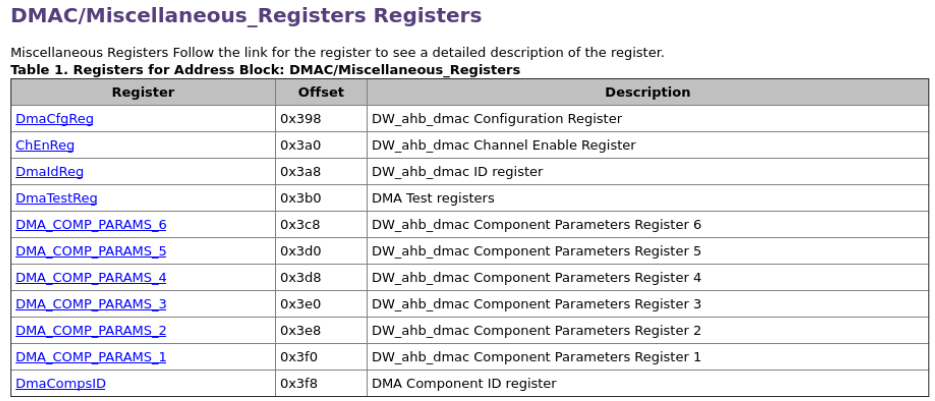 DMAC/Miscellaneous_Registers Registers
Miscellaneous Registers Follow the link for the register to see a detailed description of the register.
Table 1. Registers for Address Block: DMAC/Miscellaneous_Registers
Register Offset Description
DmaCfgReg 0x398 DW_ahb_dmac Configuration Register
ChEnReg 0x3a0 DW_ahb_dmac Channel Enable Register
DmaIdReg 0x3a8 DW_ahb_dmac ID register
DmaTestReg 0x3b0 DMA Test registers
DMA_COMP_PARAMS_6 0x3c8 DW_ahb_dmac Component Parameters Register 6
DMA_COMP_PARAMS_5 0x3d0 DW_ahb_dmac Component Parameters Register 5
DMA_COMP_PARAMS_4 0x3d8 DW_ahb_dmac Component Parameters Register 4
DMA_COMP_PARAMS_3 0x3e0 DW_ahb_dmac Component Parameters Register 3
DMA_COMP_PARAMS_2 0x3e8 DW_ahb_dmac Component Parameters Register 2
DMA_COMP_PARAMS_1 0x3f0 DW_ahb_dmac Component Parameters Register 1
DmaCompsID 0x3f8 DMA Component ID register